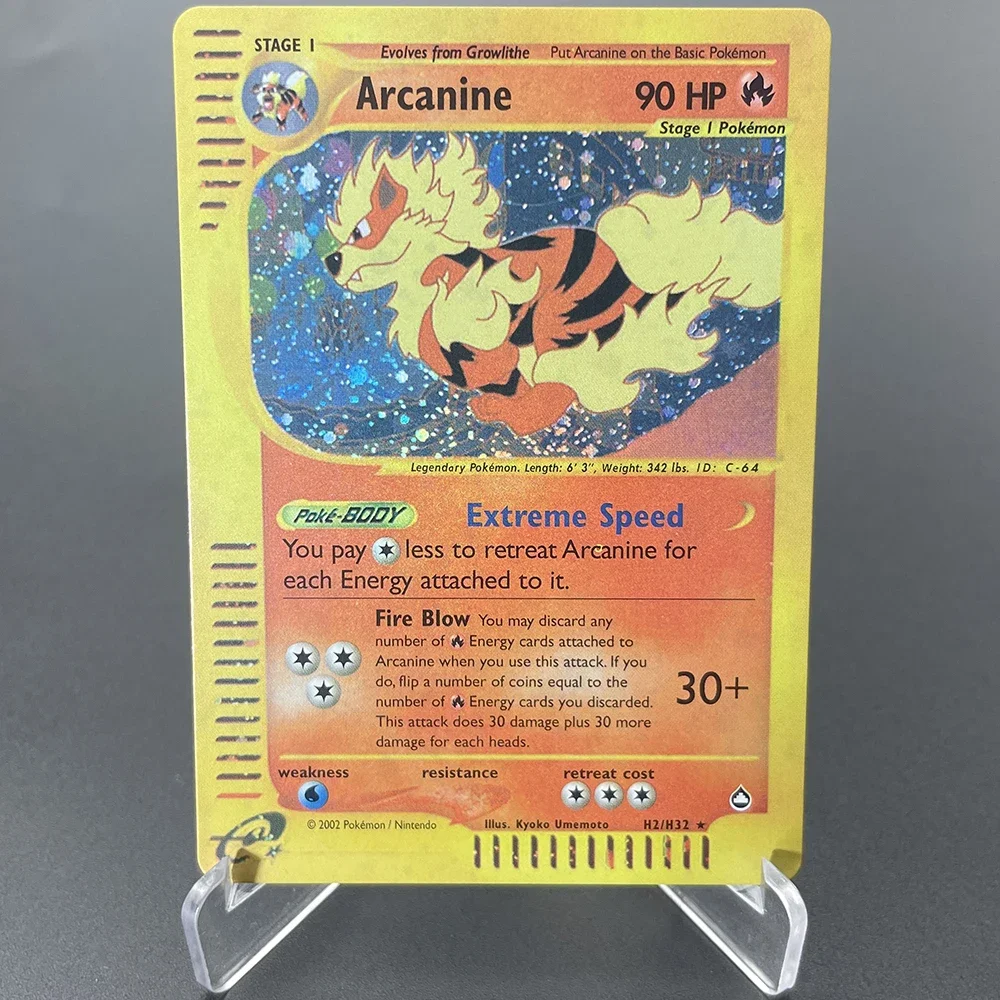 STAGE 1
Evolves from Growlithe Put Arcanine on the Basic Pokémon
Arcanine 90 HP
Stage 1 Pokémon
Legendary Pokémon. Length: 6' 3", Weight: 342 lbs. ID: C-64
Poké-BODY Extreme Speed
You pay less to retreat Arcanine for
each Energy attached to it.
Fire Blow You may discard any
number of Energy cards attached to
Arcanine when you use this attack. If you
do, flip a number of coins equal to the
number of Energy cards you discarded.
This attack does 30 damage plus 30 more
damage for each heads.
30+
weakness resistance retreat cost
© 2002 Pokémon / Nintendo Illus. Kyoko Umemoto H2/H32 ★
e